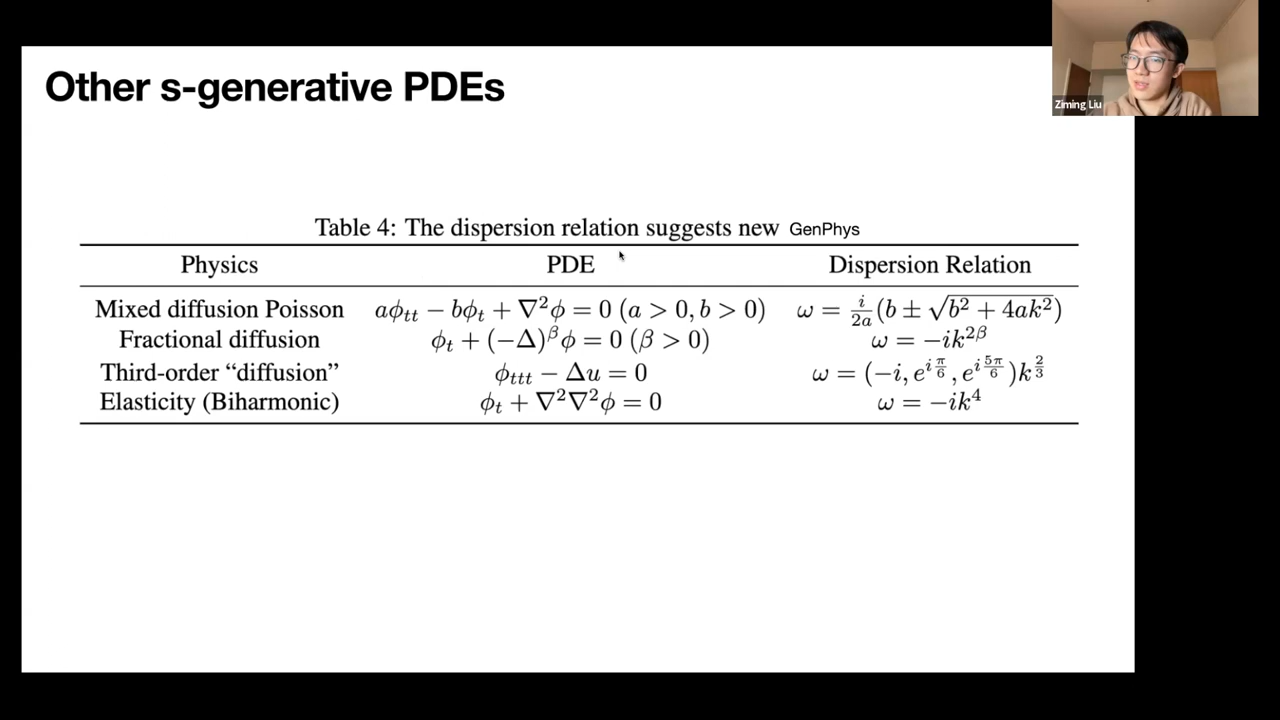 Other s-generative PDEs
Ziming Liu
Table 4: The dispersion relation suggests new GenPhys
Physics PDE Dispersion Relation
Mixed diffusion Poisson aϕ_tt − bϕ_t + ∇²ϕ = 0 (a > 0, b > 0) ω = i/2a (b ± √(b² + 4ak²))
Fractional diffusion ϕ_t + (−Δ)^β ϕ = 0 (β > 0) ω = −ik^{2β}
Third-order “diffusion” ϕ_ttt − Δu = 0 ω = (−i, e^{iπ/6}, e^{i5π/6})k^{2/3}
Elasticity (Biharmonic) ϕ_t + ∇²∇²ϕ = 0 ω = −ik⁴